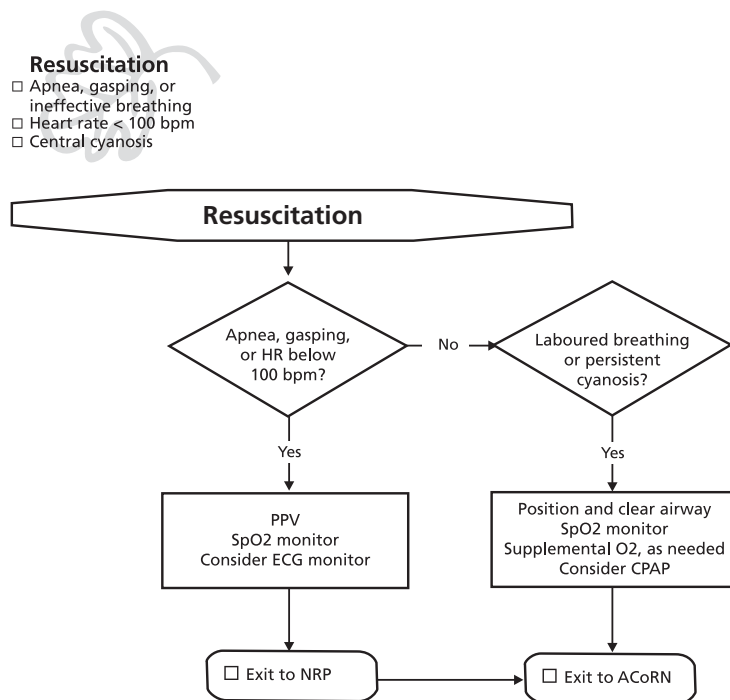 Resuscitation
☐ Apnea, gasping, or
ineffective breathing
☐ Heart rate < 100 bpm
☐ Central cyanosis
Resuscitation
Apnea, gasping,
or HR below
100 bpm?
No
Laboured breathing
or persistent
cyanosis?
Yes
Yes
PPV
SpO2 monitor
Consider ECG monitor
Position and clear airway
SpO2 monitor
Supplemental O2, as needed
Consider CPAP
☐ Exit to NRP
☐ Exit to ACoRN